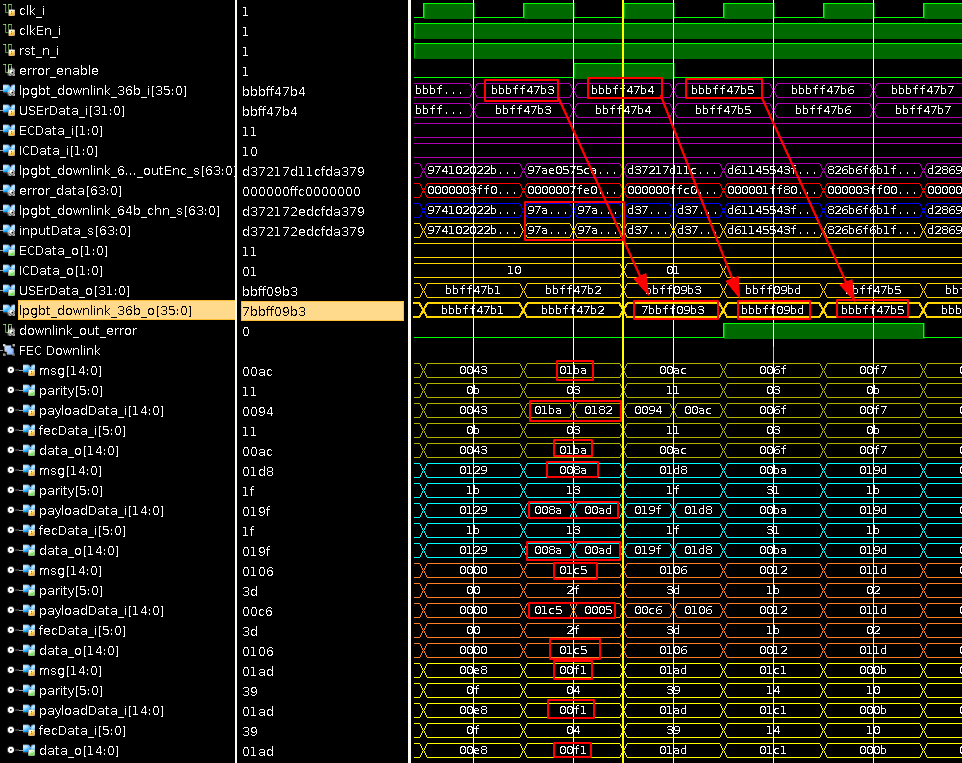 clk_i 1
clkEn_i 1
rst_n_i 1
error_enable 1
lpgbt_downlink_36b_i[35:0] bbbff47b4 bbbff... bbbff47b3 bbbff47b4 bbbff47b5 bbbff47b6 bbbff47b7
USErData_i[31:0] bbff47b4 bbff... bbff47b3 bbff47b4 bbff47b5 bbff47b6 bbff47b7
ECData_i[1:0] 11
ICData_i[1:0] 10
lpgbt_downlink_6..._outEnc_s[63:0] d37217d11cfda379 974102022b... 97ae0575ca... d37217d11c... d61145543f... 826b6f6b1f... d2869
error_data[63:0] 000000ffc0000000 0000003ff0... 0000007fe0... 000000ffc0... 000001ff80... 000003ff00... 00000
lpgbt_downlink_64b_chn_s[63:0] d372172edcfda379 974102022b... 97a... 97a... d37... d37... d61145543f... 826b6f6b1f... d2869
inputData_s[63:0] d372172edcfda379 974102022b... 97a... 97a... d37... d37... d61145543f... 826b6f6b1f... d2869
ECData_o[1:0] 11
ICData_o[1:0] 01 10 01
USErData_o[31:0] bbff09b3 bbff47b1 bbff47b2 bbff09b3 bbff09bd bbff47b5 bb
lpgbt_downlink_36b_o[35:0] 7bbff09b3 bbbff47b1 bbbff47b2 7bbff09b3 bbbff09bd bbbff47b5 bbb
downlink_out_error 0
FEC Downlink
msg[14:0] 00ac 0043 01ba 00ac 006f 00f7
parity[5:0] 11 0b 03 11 03 0b
payloadData_i[14:0] 0094 0043 01ba 0182 0094 00ac 006f 00f7
fecData_i[5:0] 11 0b 03 11 03 0b
data_o[14:0] 00ac 0043 01ba 00ac 006f 00f7
msg[14:0] 01d8 0129 008a 01d8 00ba 019d
parity[5:0] 1f 1b 13 1f 31 1b
payloadData_i[14:0] 019f 0129 008a 00ad 019f 01d8 00ba 019d
fecData_i[5:0] 1f 1b 13 1f 31 1b
data_o[14:0] 019f 0129 008a 00ad 019f 01d8 00ba 019d
msg[14:0] 0106 0000 01c5 0106 0012 011d
parity[5:0] 3d 00 2f 3d 1b 02
payloadData_i[14:0] 00c6 0000 01c5 0005 00c6 0106 0012 011d
fecData_i[5:0] 3d 00 2f 3d 1b 02
data_o[14:0] 0106 0000 01c5 0106 0012 011d
msg[14:0] 01ad 00e8 00f1 01ad 01c1 000b
parity[5:0] 39 0f 04 39 14 10
payloadData_i[14:0] 01ad 00e8 00f1 01ad 01c1 000b
fecData_i[5:0] 39 0f 04 39 14 10
data_o[14:0] 01ad 00e8 00f1 01ad 01c1 000b